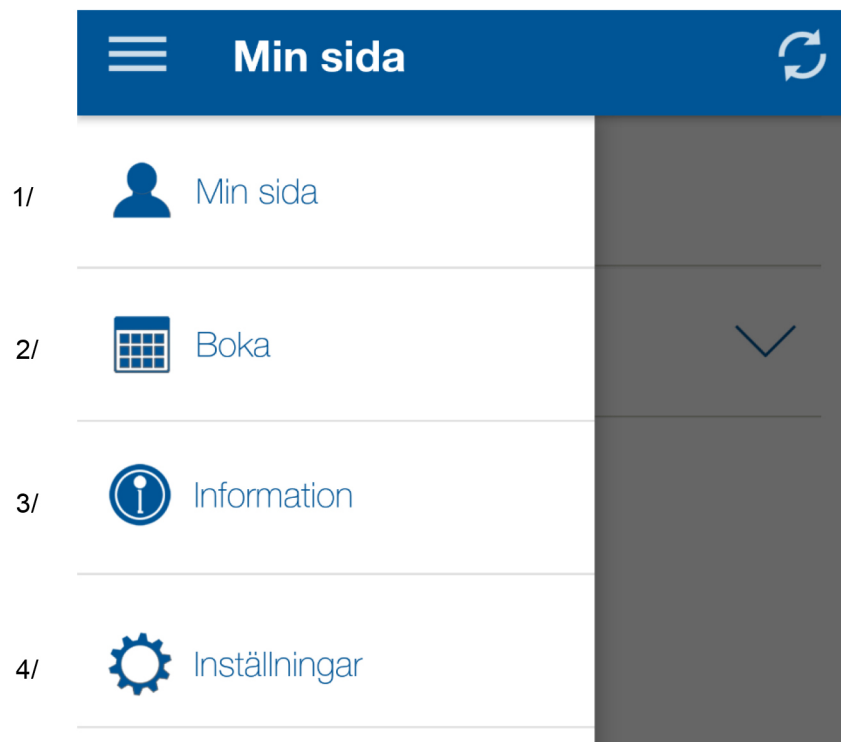 Min sida
1/ Min sida
2/ Boka
3/ Information
4/ Inställningar